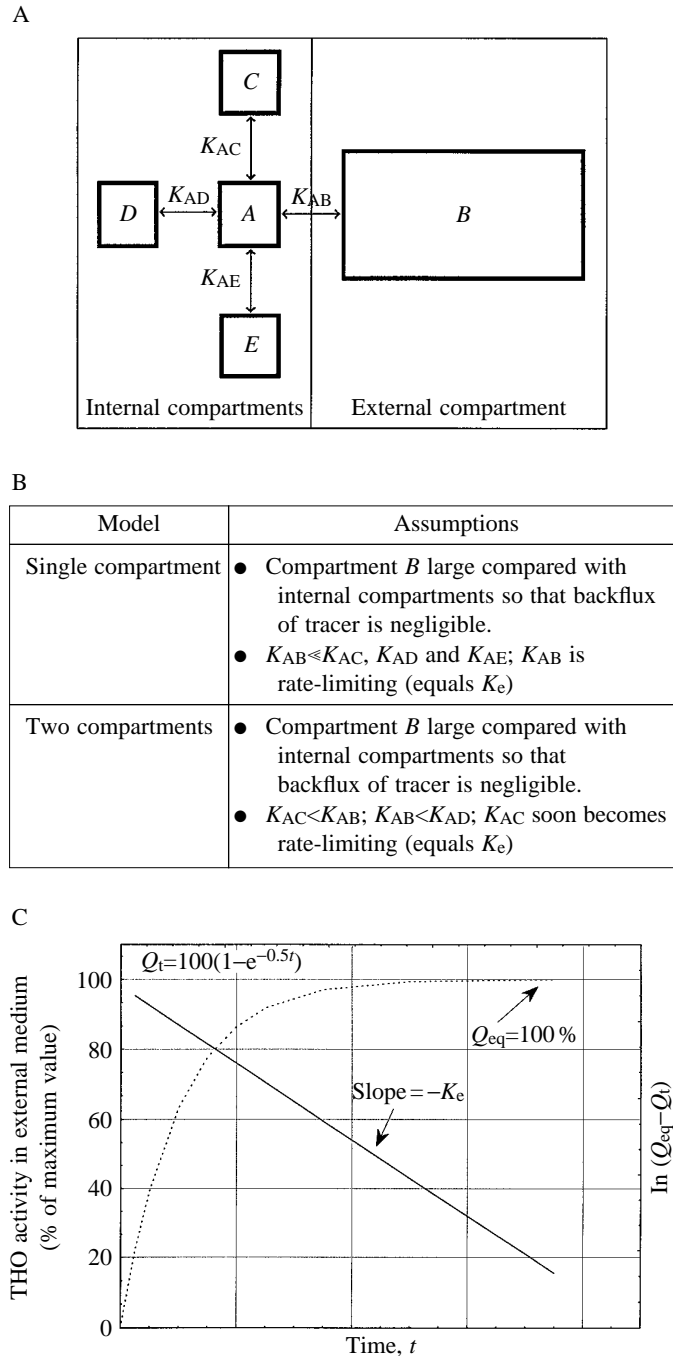 A
C
K_AC
K_AD
K_AB
D
A
B
K_AE
E
Internal compartments
External compartment
B
Model
Assumptions
Single compartment
● Compartment B large compared with
internal compartments so that backflux
of tracer is negligible.
● K_AB≪K_AC, K_AD and K_AE; K_AB is
rate-limiting (equals K_e)
Two compartments
● Compartment B large compared with
internal compartments so that
backflux of tracer is negligible.
● K_AC<K_AB; K_AB<K_AD; K_AC soon becomes
rate-limiting (equals K_e)
C
Q_t=100(1–e^–0.5t)
100
80
60
40
20
0
Q_eq=100 %
Slope = –K_e
THO activity in external medium
(% of maximum value)
ln (Q_eq–Q_t)
Time, t